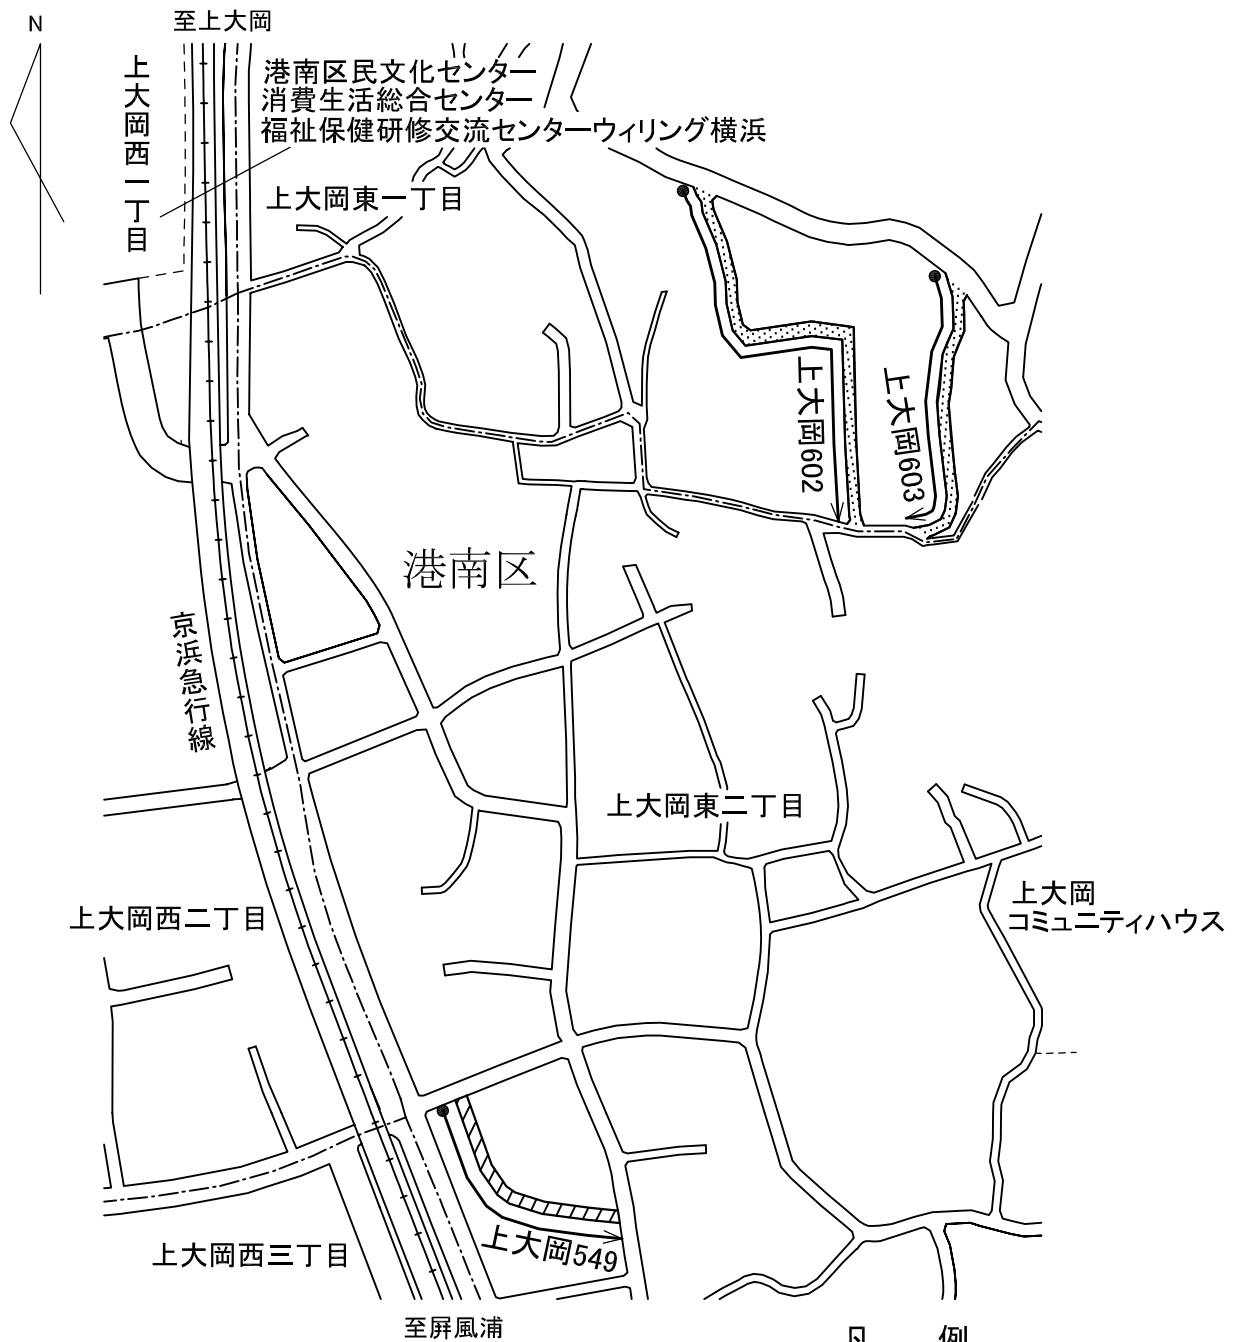 N
至上大岡
上大岡西一丁目
港南区民文化センター
消費生活総合センター
福祉保健研修交流センターウィリング横浜
上大岡東一丁目
上大岡602
上大岡603
港南区
京浜急行線
上大岡東二丁目
上大岡西二丁目
上大岡
コミュニティハウス
上大岡549
上大岡西三丁目
至屏風浦
凡 例